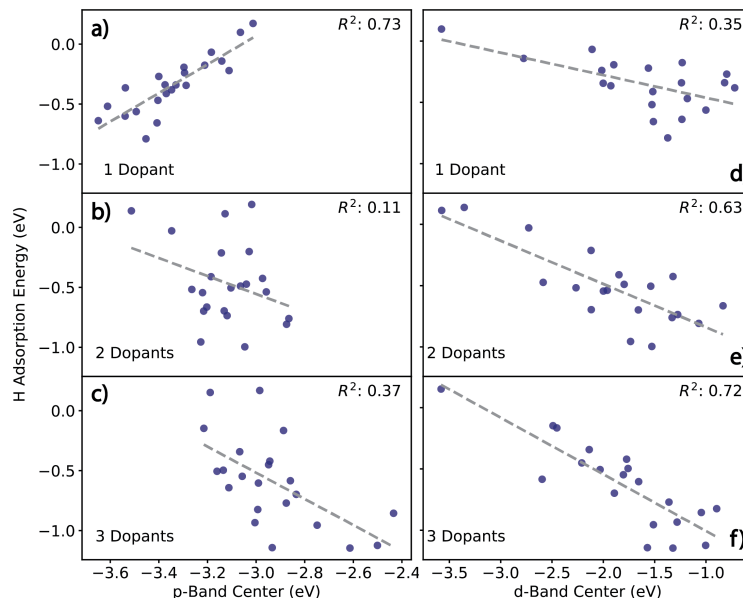 a)
R²: 0.73
1 Dopant
R²: 0.35
1 Dopant
d
b)
R²: 0.11
2 Dopants
R²: 0.63
2 Dopants
e)
c)
R²: 0.37
3 Dopants
R²: 0.72
3 Dopants
f)
H Adsorption Energy (eV)
0.0
−0.5
−1.0
0.0
−0.5
−1.0
0.0
−0.5
−1.0
−3.6 −3.4 −3.2 −3.0 −2.8 −2.6 −2.4
p-Band Center (eV)
−3.5 −3.0 −2.5 −2.0 −1.5 −1.0
d-Band Center (eV)